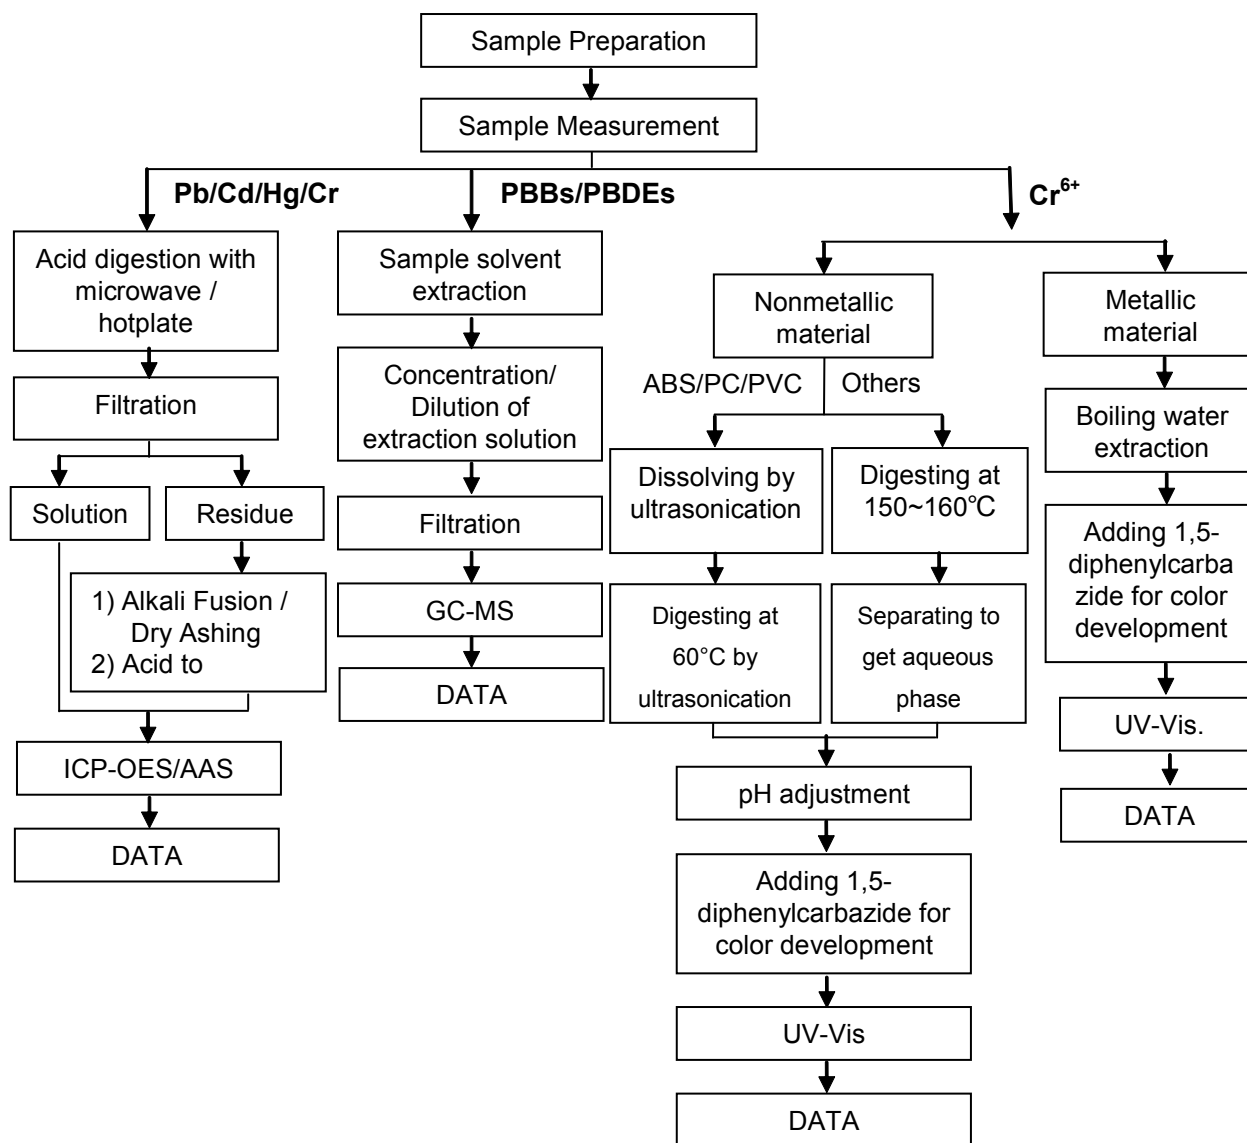 Sample Preparation
Sample Measurement
Pb/Cd/Hg/Cr
PBBs/PBDEs
Cr⁶⁺
Acid digestion with
microwave /
hotplate
Filtration
Solution
Residue
1) Alkali Fusion /
Dry Ashing
2) Acid to
ICP-OES/AAS
DATA
Sample solvent
extraction
Concentration/
Dilution of
extraction solution
Filtration
GC-MS
DATA
Nonmetallic
material
ABS/PC/PVC
Others
Dissolving by
ultrasonication
Digesting at
60°C by
ultrasonication
Digesting at
150~160℃
Separating to
get aqueous
phase
pH adjustment
Adding 1,5-
diphenylcarbazide for
color development
UV-Vis
DATA
Metallic
material
Boiling water
extraction
Adding 1,5-
diphenylcarba
zide for color
development
UV-Vis.
DATA